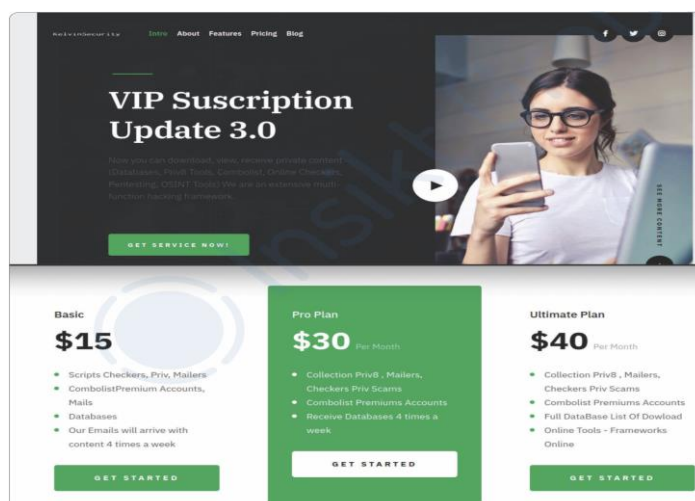 KelvinSecurity
Intro About Features Pricing Blog
VIP Suscription
Update 3.0
Now you can download, view, receive private content
(Databases, Priv8 Tools, Combolist, Online Checkers,
Pentesting, OSINT Tools) We are an extensive multi-
function hacking framework.
GET SERVICE NOW!
SEE MORE CONTENT
Basic
$15
Scripts Checkers, Priv, Mailers
CombolistPremium Accounts,
Mails
Databases
Our Emails will arrive with
content 4 times a week
GET STARTED
Pro Plan
$30 Per Month
Collection Priv8 , Mailers,
Checkers Priv Scams
Combolist Premiums Accounts
Receive Databases 4 times a
week
GET STARTED
Ultimate Plan
$40 Per Month
Collection Priv8 , Mailers,
Checkers Priv Scams
Combolist Premiums Accounts
Full DataBase List Of Dowload
Online Tools - Frameworks
Online
GET STARTED